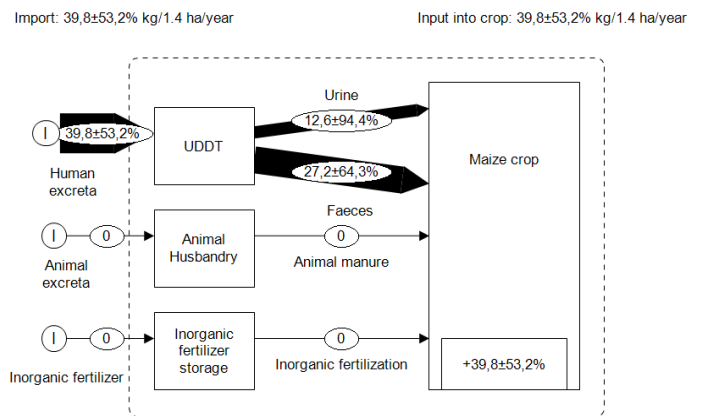 Import: 39,8±53,2% kg/1.4 ha/year
Input into crop: 39,8±53,2% kg/1.4 ha/year
Urine
I
39,8±53,2%
UDDT
12,6±94,4%
Maize crop
Human
excreta
27,2±64,3%
Faeces
I
0
Animal
Husbandry
0
Animal
excreta
Animal manure
I
0
Inorganic
fertilizer
storage
0
Inorganic fertilizer
Inorganic fertilization
+39,8±53,2%